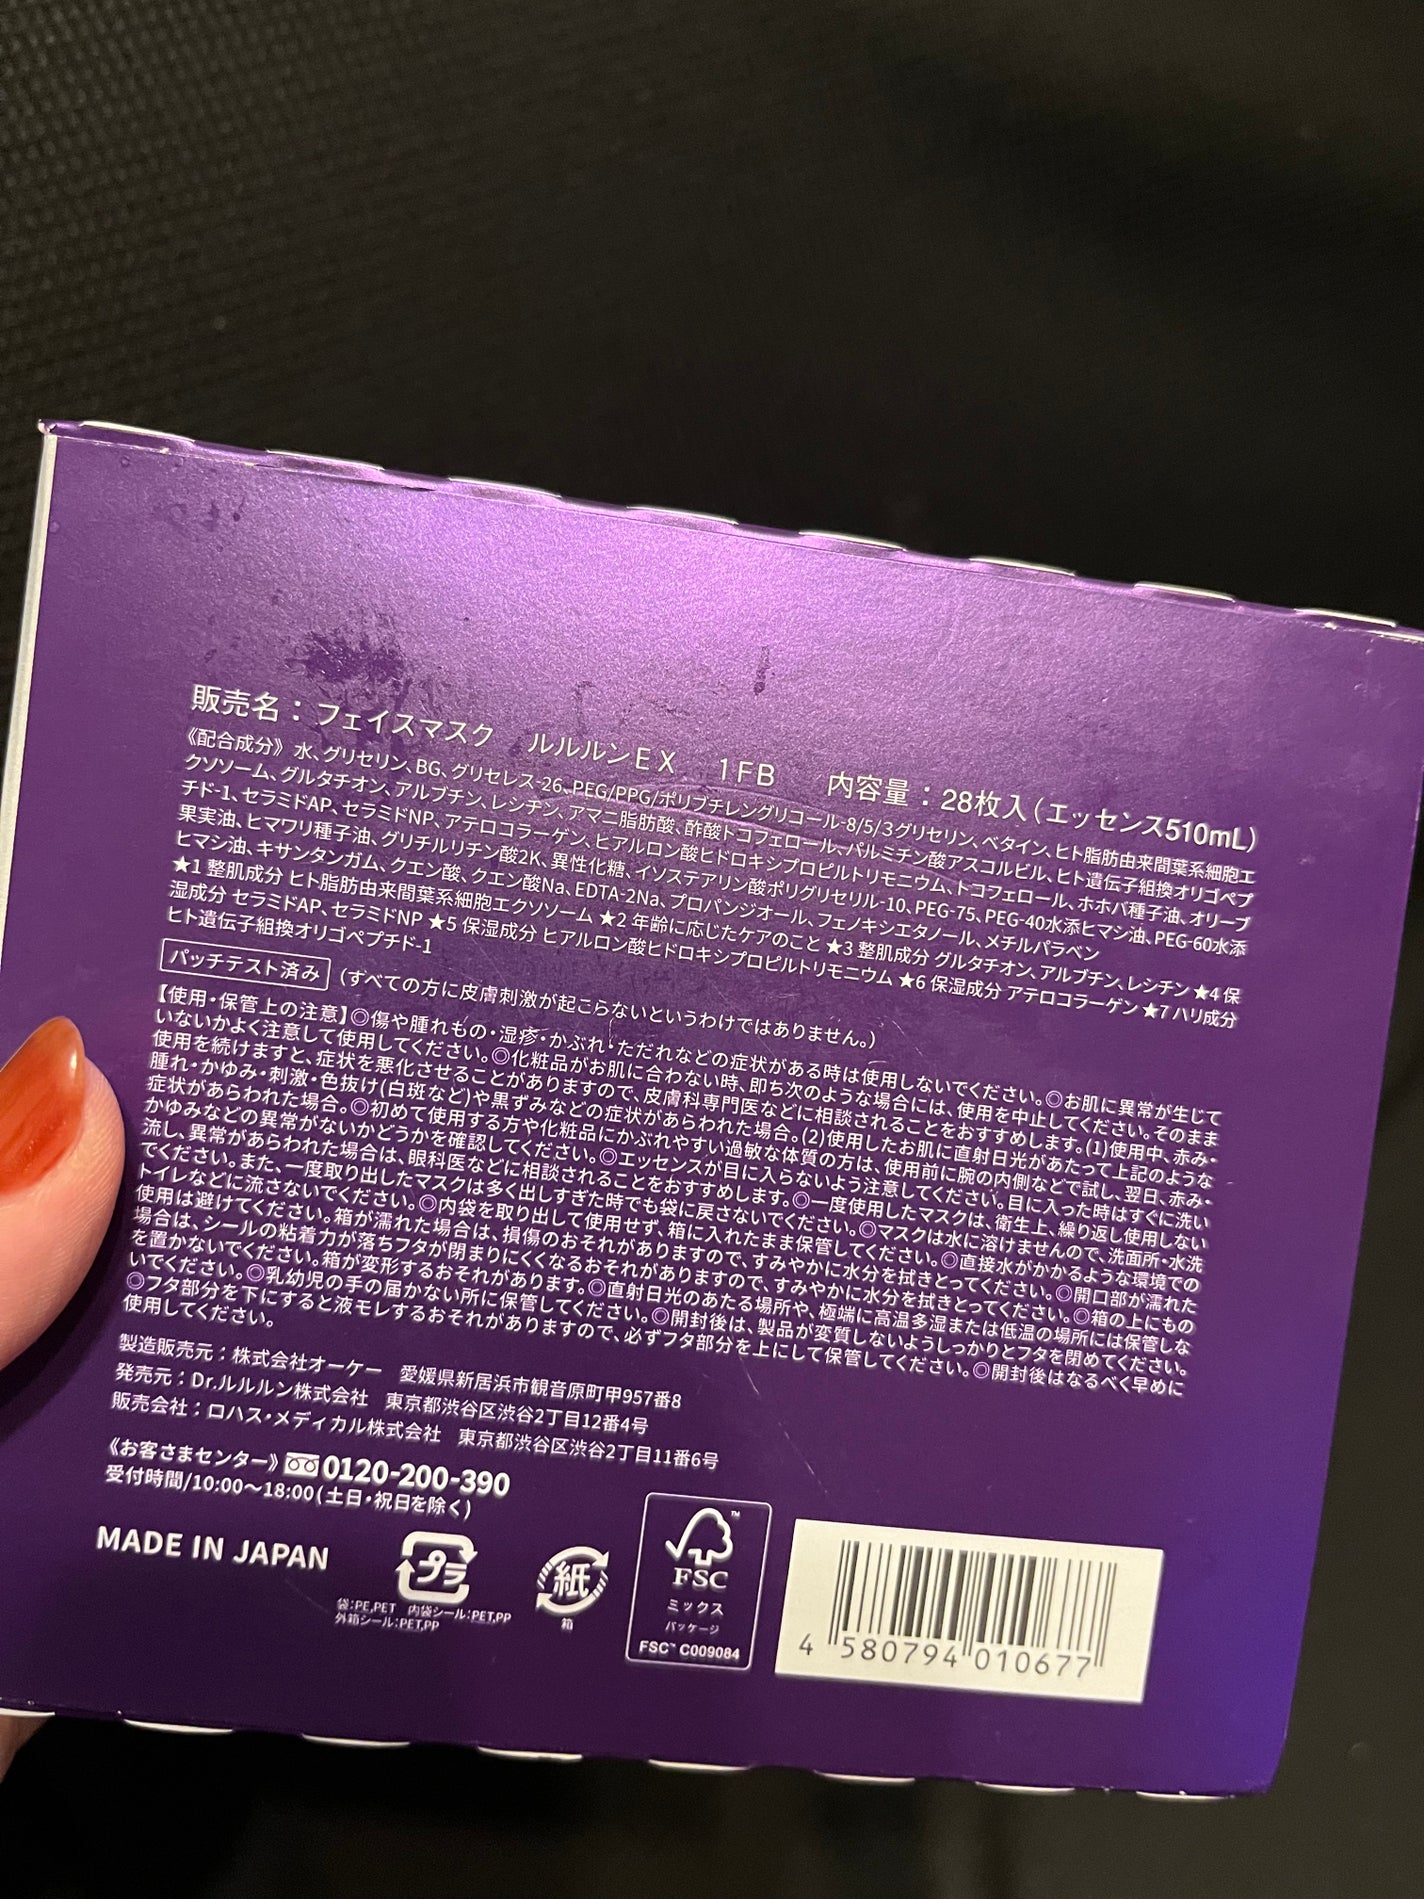 販売名：フェイスマスク　ルルルンEX　1FB　内容量：28枚入（エッセンス510mL）
《配合成分》水、グリセリン、BG、グリセレス-26、PEG/PPG/ポリブチレングリコール-8/5/3グリセリン、ベタイン、ヒト脂肪由来間葉系細胞エ
クソソーム、グルタチオン、アルブチン、レシチン、アマニ脂肪酸、酢酸トコフェロール、パルミチン酸アスコルビル、ヒト遺伝子組換オリゴペプ
チド-1、セラミドAP、セラミドNP、アテロコラーゲン、ヒアルロン酸ヒドロキシプロピルトリモニウム、トコフェロール、ホホバ種子油、オリーブ
果実油、ヒマワリ種子油、グリチルリチン酸2K、異性化糖、イソステアリン酸ポリグリセリル-10、PEG-75、PEG-40水添ヒマシ油、PEG-60水添
ヒマシ油、キサンタンガム、クエン酸、クエン酸Na、EDTA-2Na、プロパンジオール、フェノキシエタノール、メチルパラベン
★1 整肌成分 ヒト脂肪由来間葉系細胞エクソソーム ★2 年齢に応じたケアのこと ★3 整肌成分 グルタチオン、アルブチン、レシチン ★4 保
湿成分 セラミドAP、セラミドNP ★5 保湿成分 ヒアルロン酸ヒドロキシプロピルトリモニウム ★6 保湿成分 アテロコラーゲン ★7 ハリ成分
ヒト遺伝子組換オリゴペプチド-1
パッチテスト済み （すべての方に皮膚刺激が起こらないというわけではありません。）
【使用・保管上の注意】◎傷や腫れもの・湿疹・かぶれ・ただれなどの症状がある時は使用しないでください。◎お肌に異常が生じて
いないかよく注意して使用してください。◎化粧品がお肌に合わない時、即ち次のような場合には、使用を中止してください。そのまま
使用を続けますと、症状を悪化させることがありますので、皮膚科専門医などに相談されることをおすすめします。(1)使用中、赤み・
腫れ・かゆみ・刺激・色抜け(白斑など)や黒ずみなどの症状があらわれた場合。(2)使用したお肌に直射日光があたって上記のような
症状があらわれた場合。◎初めて使用する方や化粧品にかぶれやすい過敏な体質の方は、使用前に腕の内側などで試し、翌日、赤み・
かゆみなどの異常がないかどうかを確認してください。◎エッセンスが目に入らないよう注意してください。目に入った時はすぐに洗い
流し、異常があらわれた場合は、眼科医などに相談されることをおすすめします。◎一度使用したマスクは、衛生上、繰り返し使用しない
でください。また、一度取り出したマスクは多く出しすぎた時でも袋に戻さないでください。◎マスクは水に溶けませんので、洗面所・水洗
トイレなどに流さないでください。◎内袋を取り出して使用せず、箱に入れたまま保管してください。◎直接水がかかるような環境での
使用は避けてください。箱が濡れた場合は、損傷のおそれがありますので、すみやかに水分を拭きとってください。◎開口部が濡れた
場合は、シールの粘着力が落ちフタが閉まりにくくなるおそれがありますので、すみやかに水分を拭きとってください。◎箱の上にもの
を置かないでください。箱が変形するおそれがあります。◎直射日光のあたる場所や、極端に高温多湿または低温の場所には保管しな
いでください。◎乳幼児の手の届かない所に保管してください。◎開封後は、製品が変質しないようしっかりとフタを閉めてください。
◎フタ部分を下にすると液モレするおそれがありますので、必ずフタ部分を上にして保管してください。◎開封後はなるべく早めに
使用してください。
製造販売元：株式会社オーケー　愛媛県新居浜市観音原町甲957番8
発売元：Dr.ルルルン株式会社　東京都渋谷区渋谷2丁目12番4号
販売会社：ロハス・メディカル株式会社　東京都渋谷区渋谷2丁目11番6号
《お客さまセンター》0120-200-390
受付時間/10:00〜18:00(土日・祝日を除く)
MADE IN JAPAN
プラ
袋：PE,PET　内袋シール：PET,PP
外箱シール：PET,PP
紙
箱
FSC
ミックス
パッケージ
FSC™ C009084
4 580794 010677